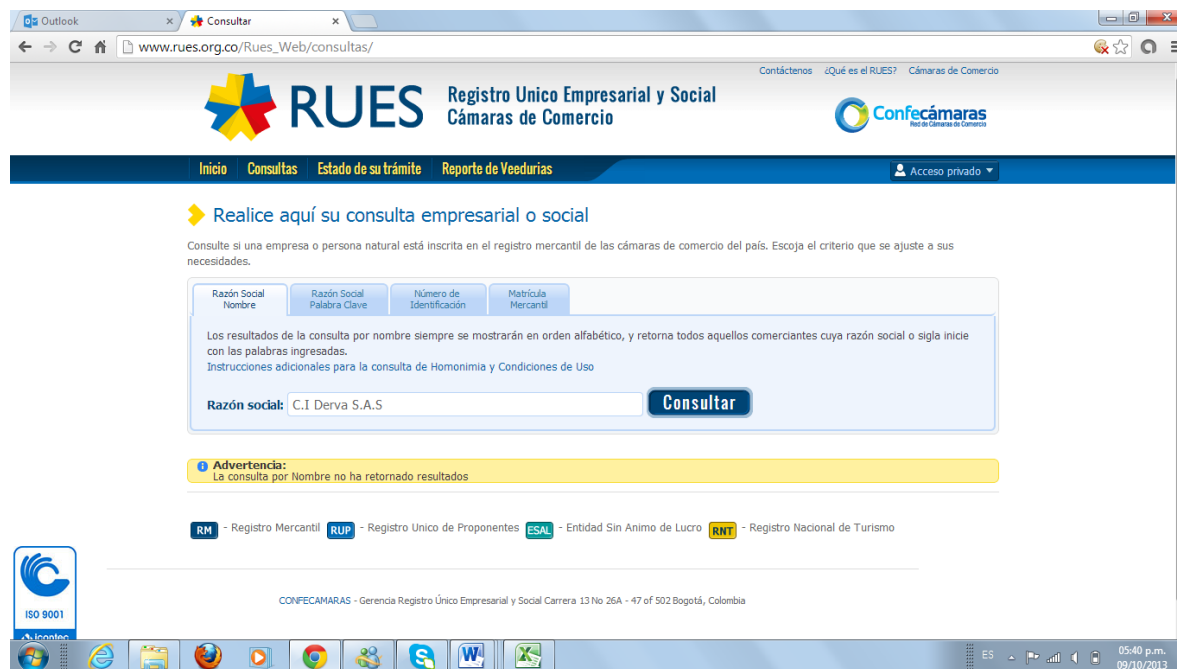 Outlook
Consultar
www.rues.org.co/Rues_Web/consultas/
Contáctenos ¿Qué es el RUES? Cámaras de Comercio
RUES
Registro Unico Empresarial y Social
Cámaras de Comercio
Confecámaras
Red de Cámaras de Comercio
Inicio Consultas Estado de su trámite Reporte de Veedurias
Acceso privado
Realice aquí su consulta empresarial o social
Consulte si una empresa o persona natural está inscrita en el registro mercantil de las cámaras de comercio del país. Escoja el criterio que se ajuste a sus
necesidades.
Razón Social
Nombre
Razón Social
Palabra Clave
Número de
Identificación
Matrícula
Mercantil
Los resultados de la consulta por nombre siempre se mostrarán en orden alfabético, y retorna todos aquellos comerciantes cuya razón social o sigla inicie
con las palabras ingresadas.
Instrucciones adicionales para la consulta de Homonimia y Condiciones de Uso
Razón social: C.I Derva S.A.S Consultar
Advertencia:
La consulta por Nombre no ha retornado resultados
RM - Registro Mercantil RUP - Registro Unico de Proponentes ESAL - Entidad Sin Animo de Lucro RNT - Registro Nacional de Turismo
CONFECAMARAS - Gerencia Registro Único Empresarial y Social Carrera 13 No 26A - 47 of 502 Bogotá, Colombia
ISO 9001
icontec
ES
05:40 p.m.
09/10/2013